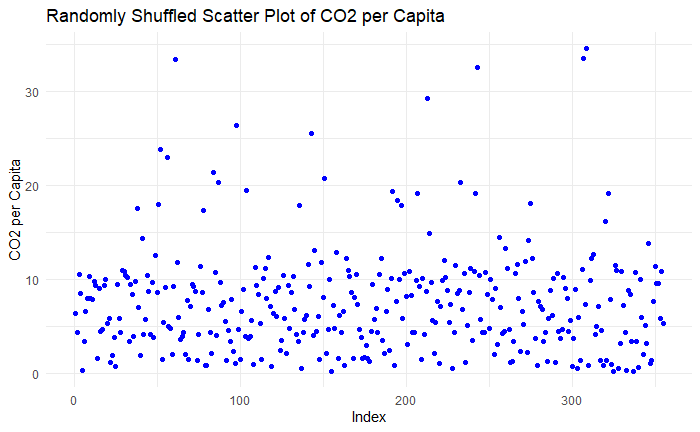 Randomly Shuffled Scatter Plot of CO2 per Capita
CO2 per Capita
30
20
10
0
0 100 200 300
Index